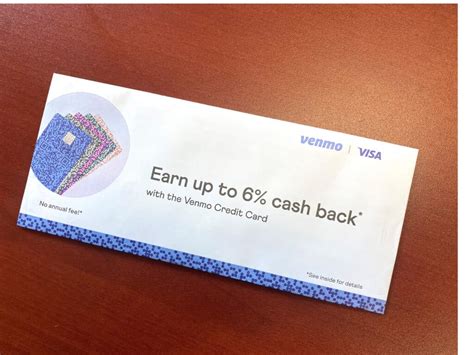 venmo | VISA
Earn up to 6% cash back*
with the Venmo Credit Card
No annual fee!*
*See inside for details